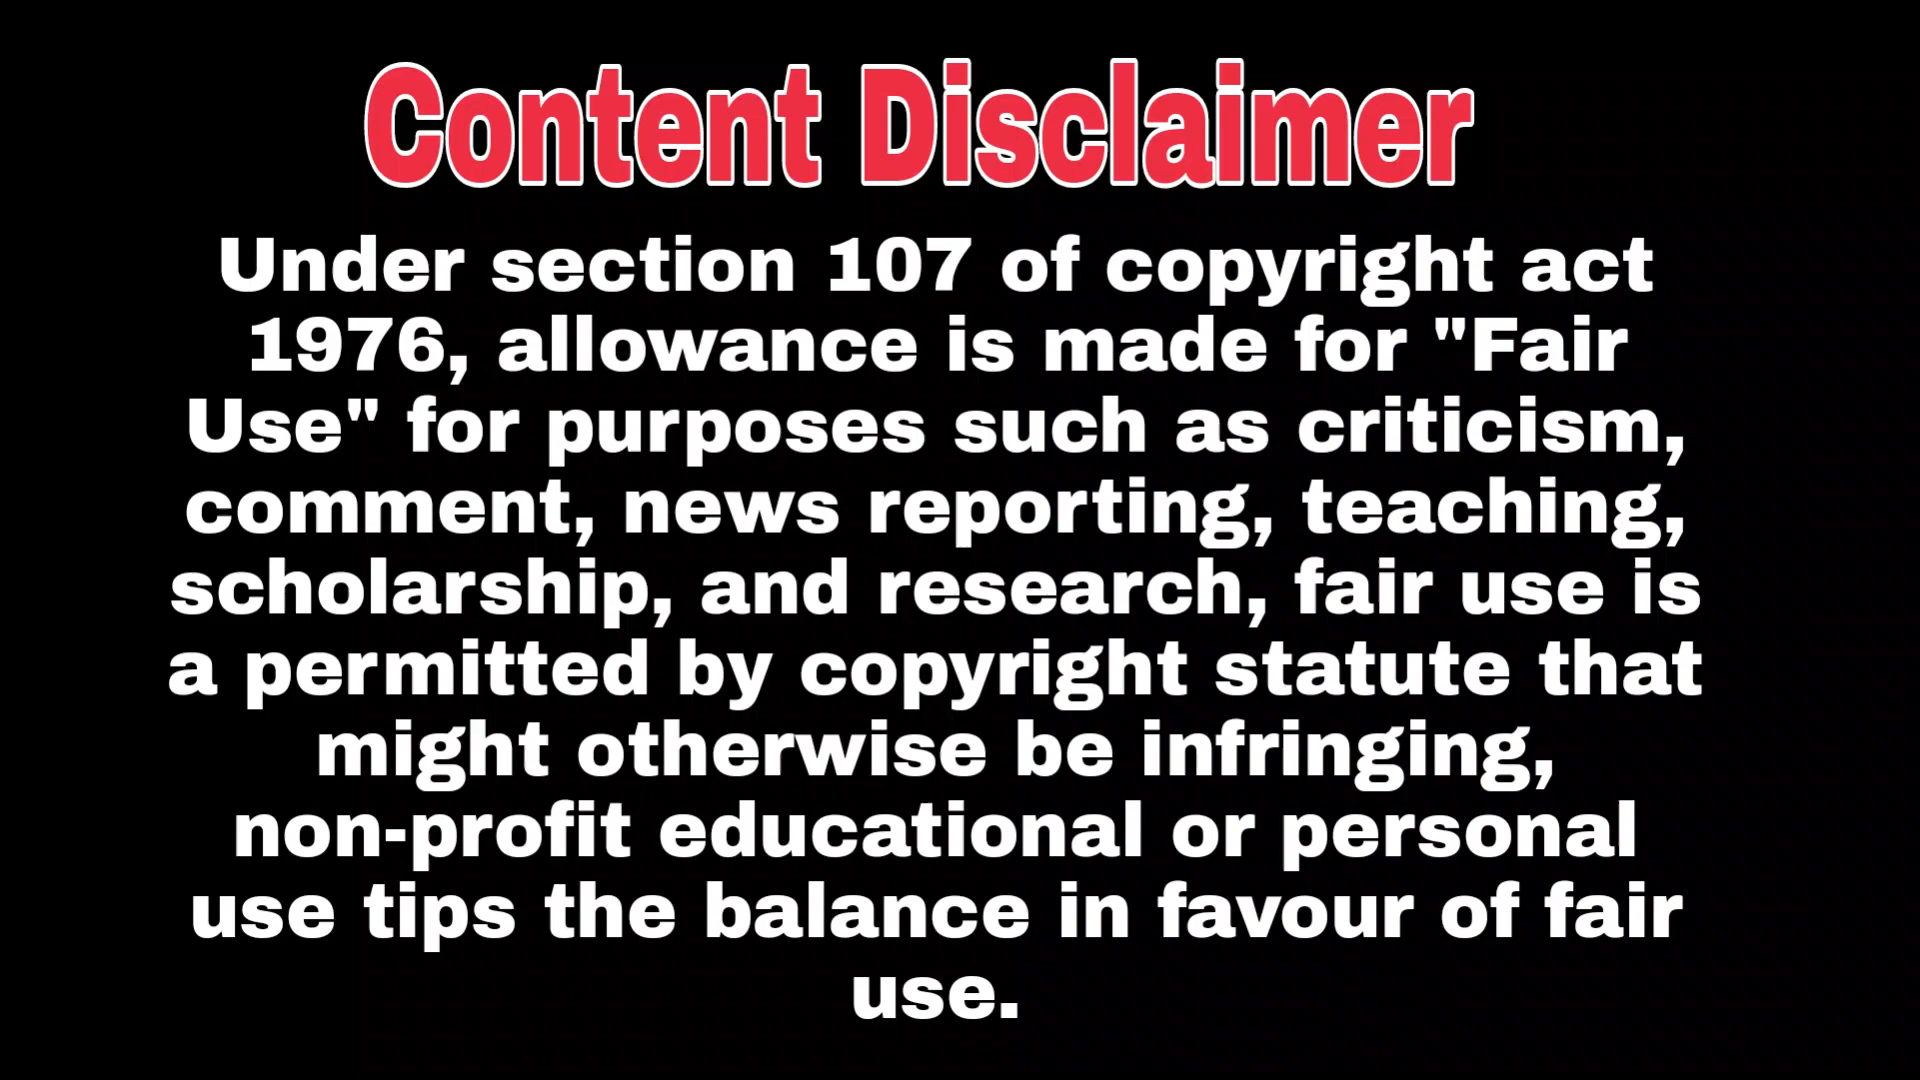 Content Disclaimer
Under section 107 of copyright act
1976, allowance is made for "Fair
Use" for purposes such as criticism,
comment, news reporting, teaching,
scholarship, and research, fair use is
a permitted by copyright statute that
might otherwise be infringing,
non-profit educational or personal
use tips the balance in favour of fair
use.